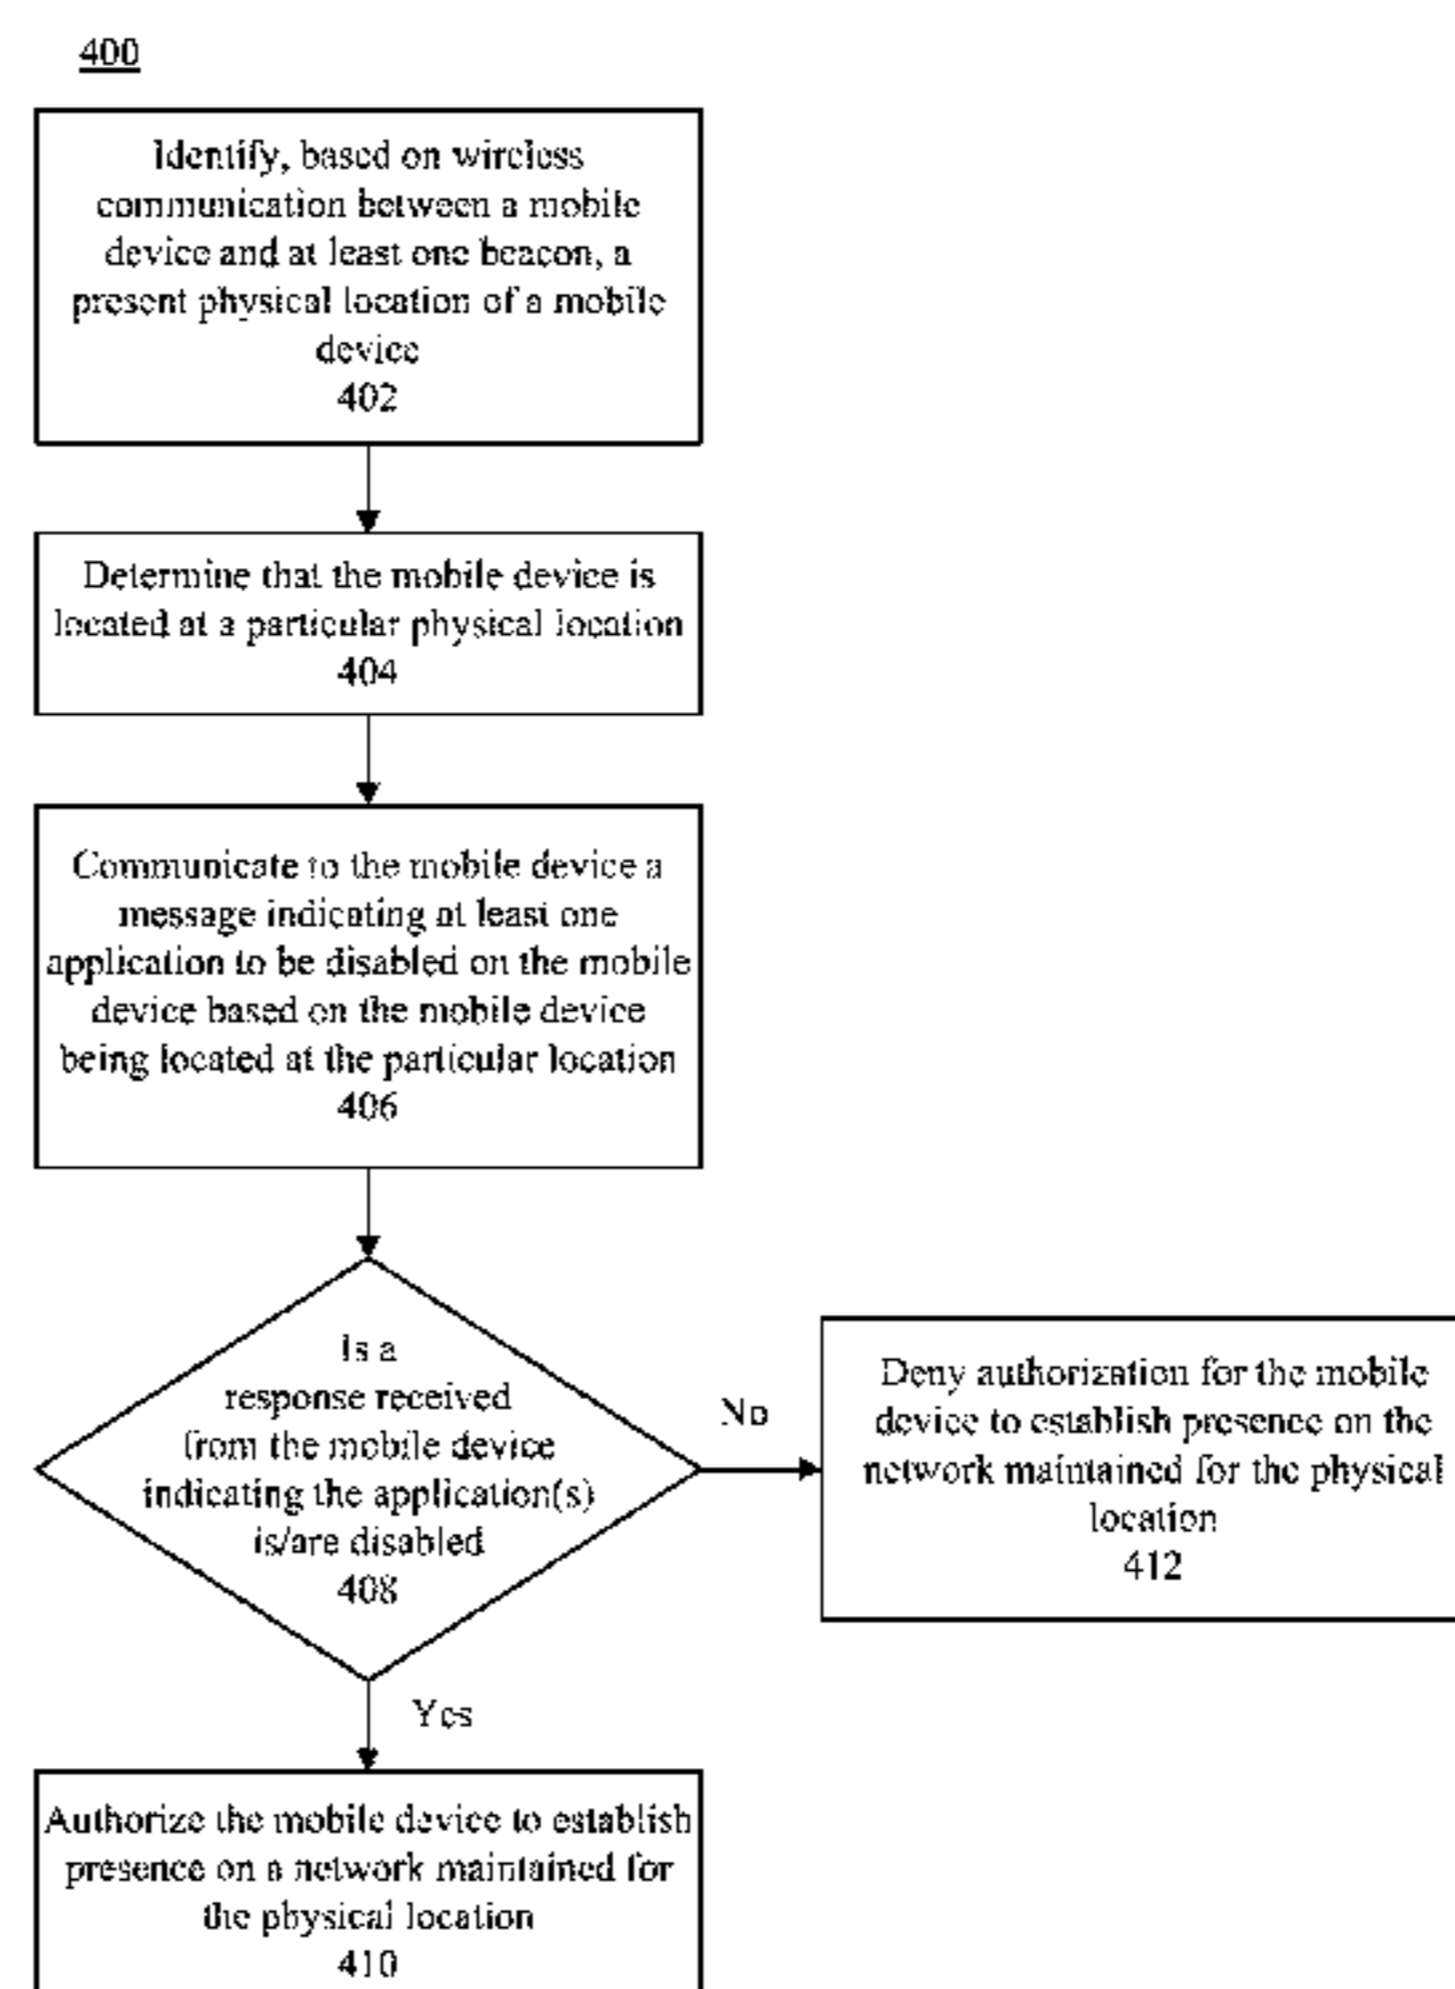 400
Identify, based on wireless
communication between a mobile
device and at least one beacon, a
present physical location of a mobile
device
402
Determine that the mobile device is
located at a particular physical location
404
Communicate to the mobile device a
message indicating at least one
application to be disabled on the mobile
device based on the mobile device
being located at the particular location
406
Is a
response received
from the mobile device
indicating the application(s)
is/are disabled
408
No
Deny authorization for the mobile
device to establish presence on the
network maintained for the physical
location
412
Yes
Authorize the mobile device to establish
presence on a network maintained for
the physical location
410